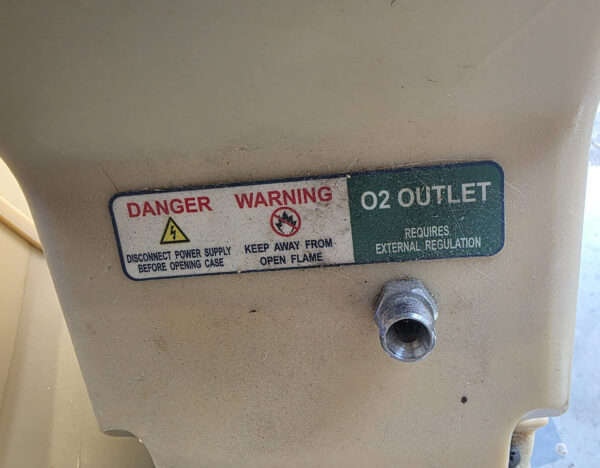 DANGER
DISCONNECT POWER SUPPLY
BEFORE OPENING CASE
WARNING
KEEP AWAY FROM
OPEN FLAME
O2 OUTLET
REQUIRES
EXTERNAL REGULATION